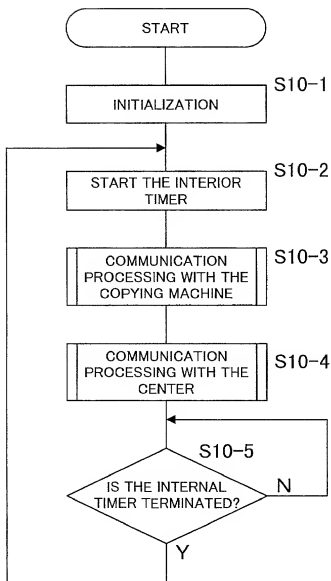 START
S10-1
INITIALIZATION
S10-2
START THE INTERIOR
TIMER
S10-3
COMMUNICATION
PROCESSING WITH THE
COPYING MACHINE
S10-4
COMMUNICATION
PROCESSING WITH THE
CENTER
S10-5
IS THE INTERNAL
TIMER TERMINATED?
N
Y